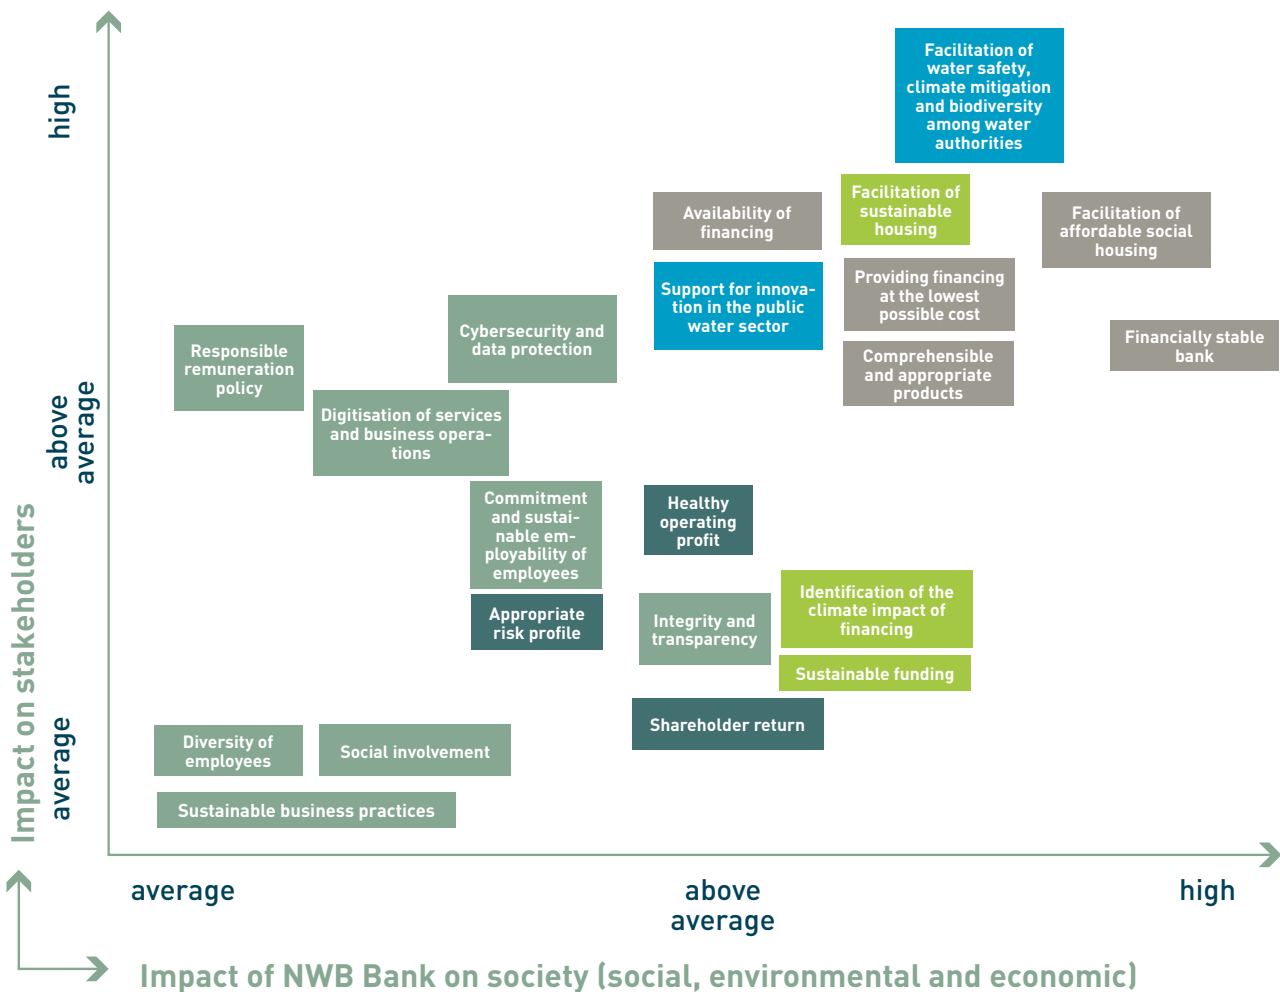 high
above
average
average
Impact on stakeholders
Facilitation of
water safety,
climate mitigation
and biodiversity
among water
authorities
Availability of
financing
Facilitation of
sustainable
housing
Facilitation of
affordable social
housing
Support for innova-
tion in the public
water sector
Providing financing
at the lowest
possible cost
Cybersecurity and
data protection
Financially stable
bank
Responsible
remuneration
policy
Comprehensible
and appropriate
products
Digitisation of services
and business opera-
tions
Commitment
and sustai-
nable em-
ployability of
employees
Healthy
operating
profit
Identification of the
climate impact of
financing
Appropriate
risk profile
Integrity and
transparency
Sustainable funding
Shareholder return
Diversity of
employees
Social involvement
Sustainable business practices
average
above
average
high
Impact of NWB Bank on society (social, environmental and economic)